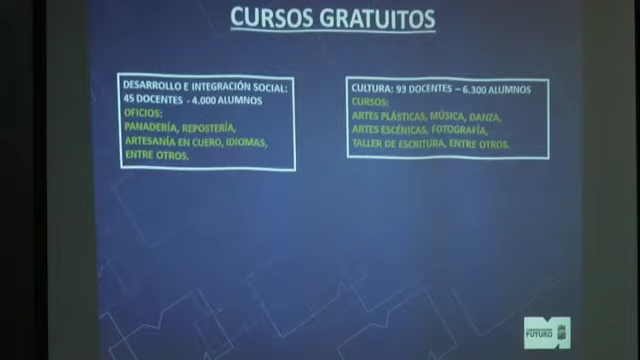 CURSOS GRATUITOS
DESARROLLO E INTEGRACIÓN SOCIAL:
45 DOCENTES - 4.000 ALUMNOS
OFICIOS:
PANADERÍA, REPOSTERÍA,
ARTESANÍA EN CUERO, IDIOMAS,
ENTRE OTROS.
CULTURA: 93 DOCENTES – 6,300 ALUMNOS
CURSOS:
ARTES PLÁSTICAS, MÚSICA, DANZA,
ARTES ESCÉNICAS, FOTOGRAFÍA,
TALLER DE ESCRITURA, ENTRE OTROS.
FUTURO